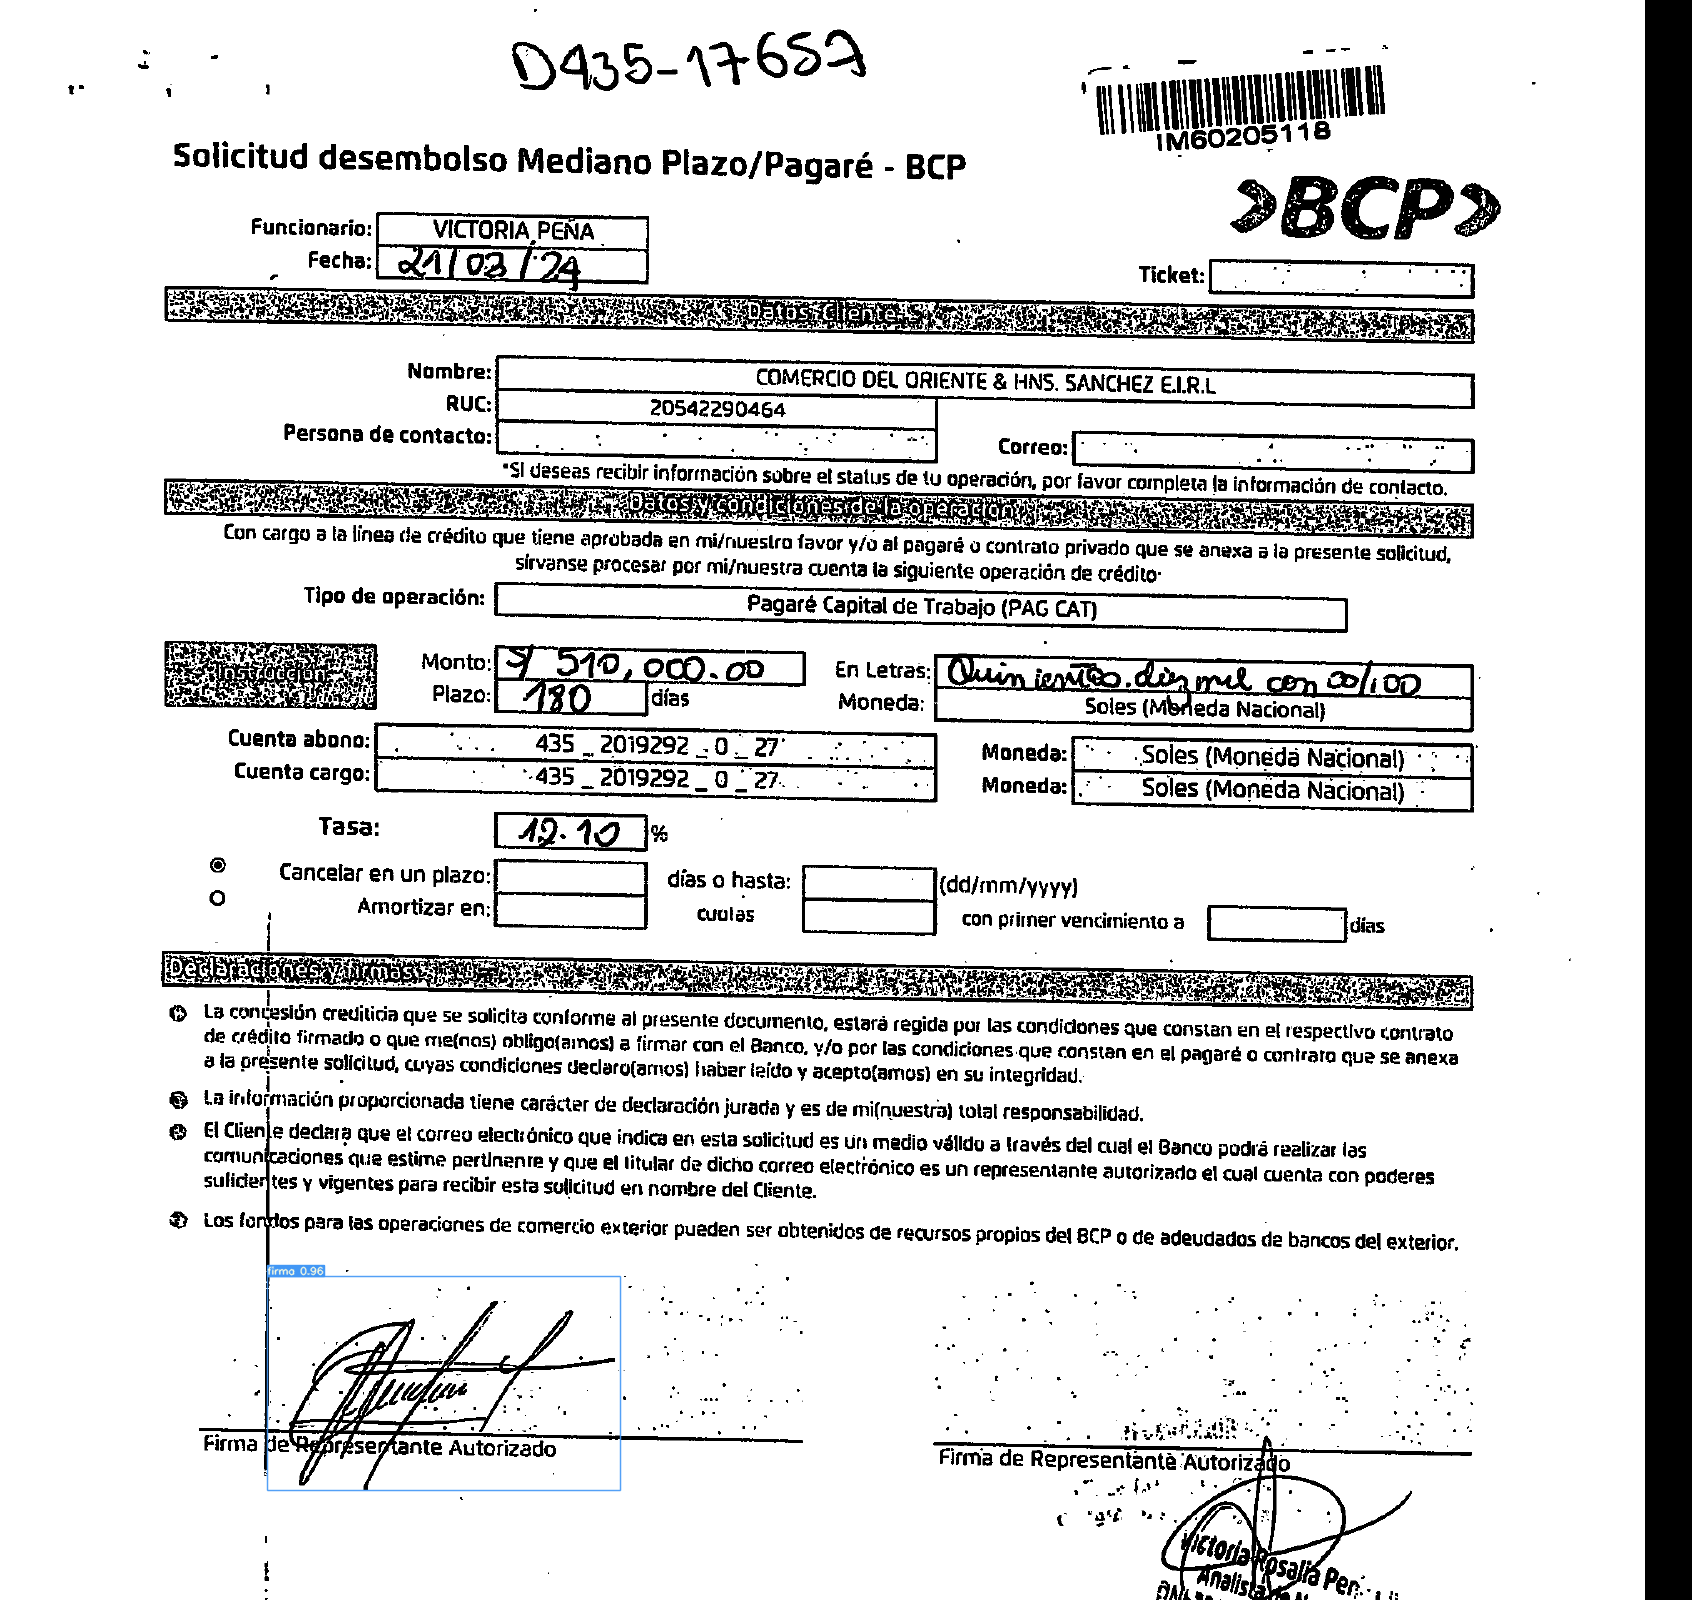 D435-17657
IM60205118
Solicitud desembolso Mediano Plazo/Pagaré - BCP
BCP
Funcionario: VICTORIA PEÑA
Fecha: 21/03/24
Ticket:
Datos Cliente
Nombre: COMERCIO DEL ORIENTE & HNS. SANCHEZ E.I.R.L
RUC: 20542290464
Persona de contacto: Correo:
*Si deseas recibir información sobre el status de tu operación, por favor completa la información de contacto.
Datos y condiciones de la operación
Con cargo a la línea de crédito que tiene aprobada en mi/nuestro favor y/o al pagaré o contrato privado que se anexa a la presente solicitud,
sírvanse procesar por mi/nuestra cuenta la siguiente operación de crédito·
Tipo de operación: Pagaré Capital de Trabajo (PAG CAT)
Instrucción
Monto: S/ 510,000.00 En Letras: Quinientos diez mil con 00/100
Plazo: 180 días Moneda: Soles (Moneda Nacional)
Cuenta abono: 435 _ 2019292 _ 0 _ 27 Moneda: Soles (Moneda Nacional)
Cuenta cargo: 435 _ 2019292 _ 0 _ 27 Moneda: Soles (Moneda Nacional)
Tasa: 12.10 %
Cancelar en un plazo: días o hasta: (dd/mm/yyyy)
Amortizar en: cuotas con primer vencimiento a días
Declaraciones y firmas
La concesión crediticia que se solicita conforme al presente documento, estará regida por las condiciones que constan en el respectivo contrato
de crédito firmado o que me(nos) obligo(amos) a firmar con el Banco, y/o por las condiciones que constan en el pagaré o contrato que se anexa
a la presente solicitud, cuyas condiciones declaro(amos) haber leído y acepto(amos) en su integridad.
La información proporcionada tiene carácter de declaración jurada y es de mi(nuestra) total responsabilidad.
El Cliente declara que el correo electrónico que indica en esta solicitud es un medio válido a través del cual el Banco podrá realizar las
comunicaciones que estime pertinente y que el titular de dicho correo electrónico es un representante autorizado el cual cuenta con poderes
suficientes y vigentes para recibir esta solicitud en nombre del Cliente.
Los fondos para las operaciones de comercio exterior pueden ser obtenidos de recursos propios del BCP o de adeudados de bancos del exterior.
firma 0.96
Firma de Representante Autorizado
Firma de Representante Autorizado
Victoria Rosalia
Analista de